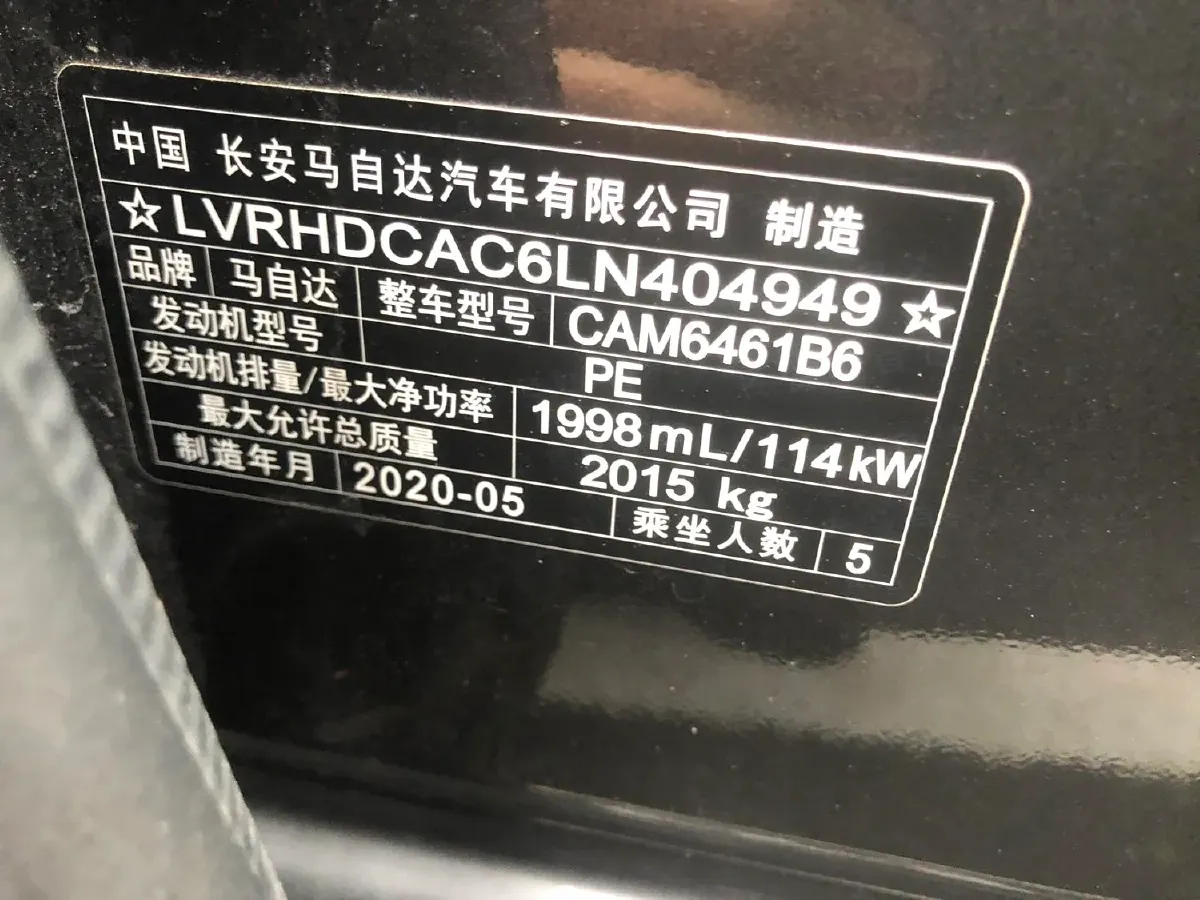 中国 长安马自达汽车有限公司 制造
☆LVRHDCAC6LN404949☆
品牌 马自达 整车型号 CAM6461B6
发动机型号 PE
发动机排量/最大净功率 1998mL/114kW
最大允许总质量 2015 kg
制造年月 2020-05 乘坐人数 5